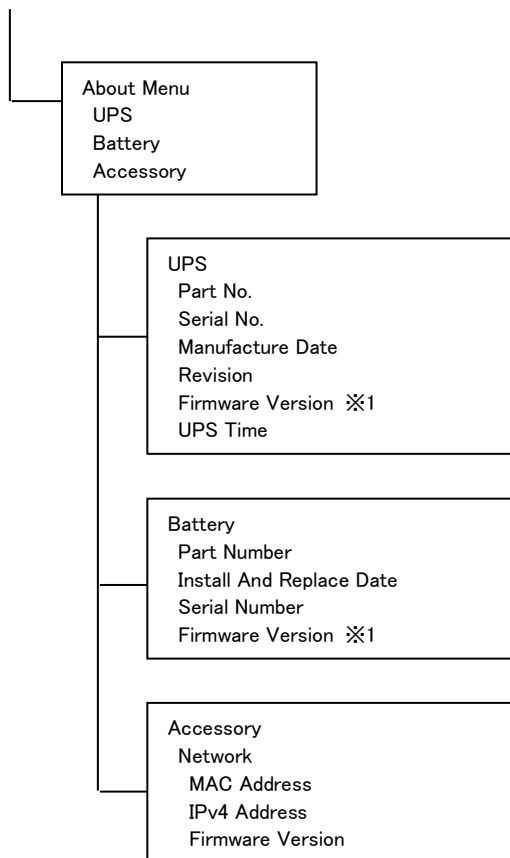 About Menu
UPS
Battery
Accessory
UPS
Part No.
Serial No.
Manufacture Date
Revision
Firmware Version ※1
UPS Time
Battery
Part Number
Install And Replace Date
Serial Number
Firmware Version ※1
Accessory
Network
MAC Address
IPv4 Address
Firmware Version